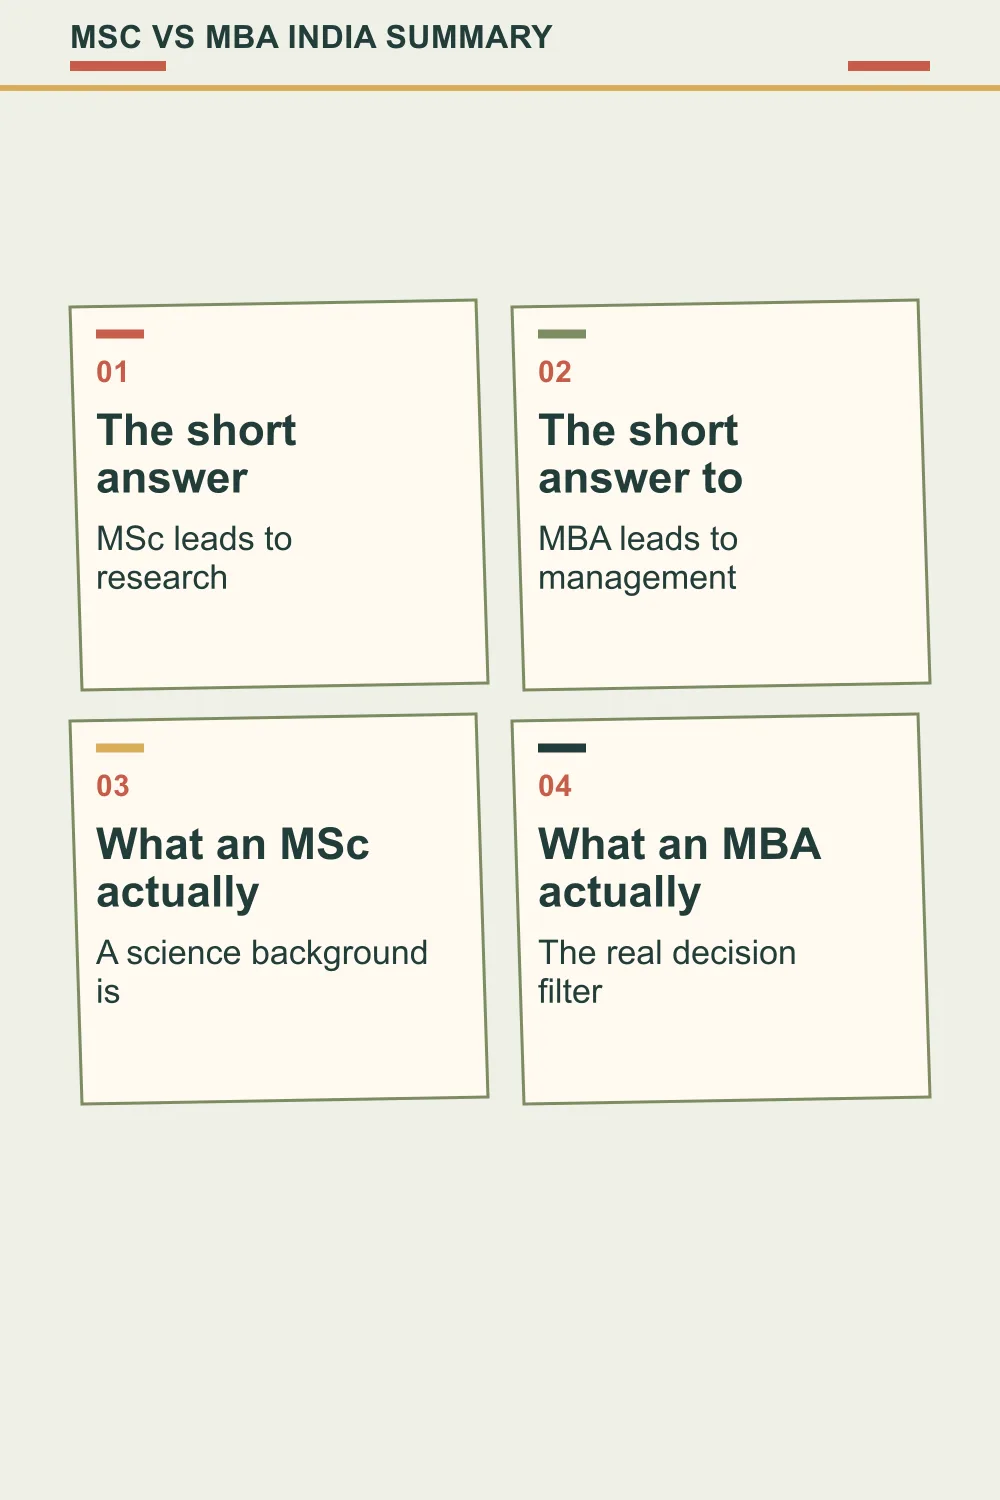 MSC VS MBA INDIA SUMMARY
01
The short
answer
MSc leads to
research
02
The short
answer to
MBA leads to
management
03
What an MSc
actually
A science background
is
04
What an MBA
actually
The real decision
filter